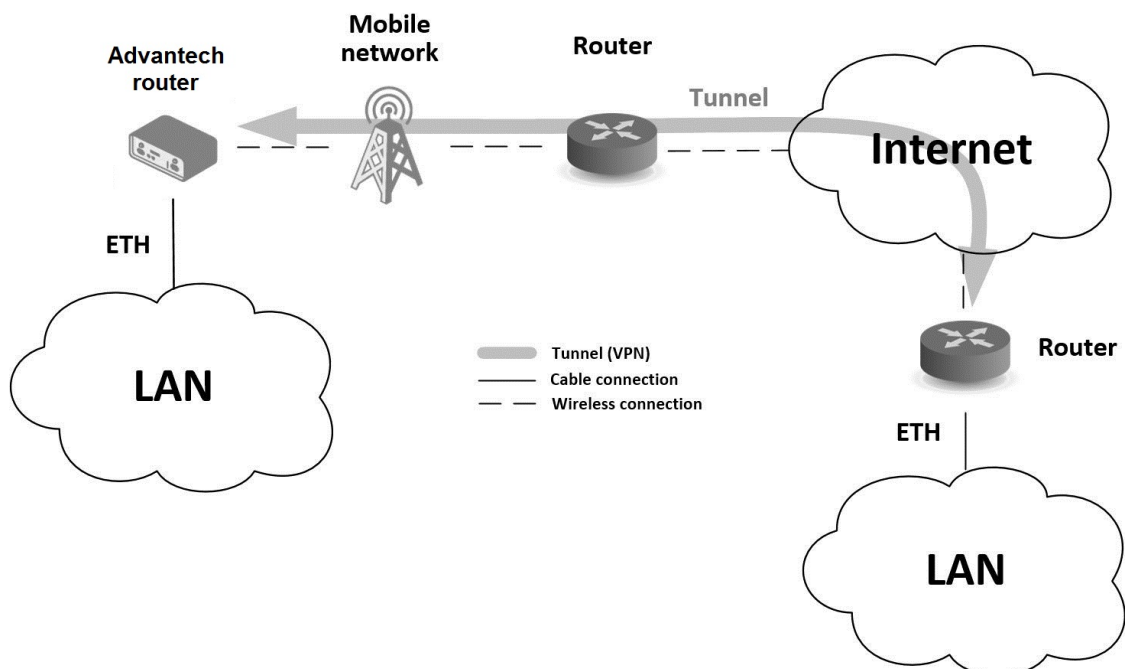 Mobile
network
Router
Advantech
router
Tunnel
Internet
ETH
LAN
Tunnel (VPN)
Cable connection
Wireless connection
Router
ETH
LAN